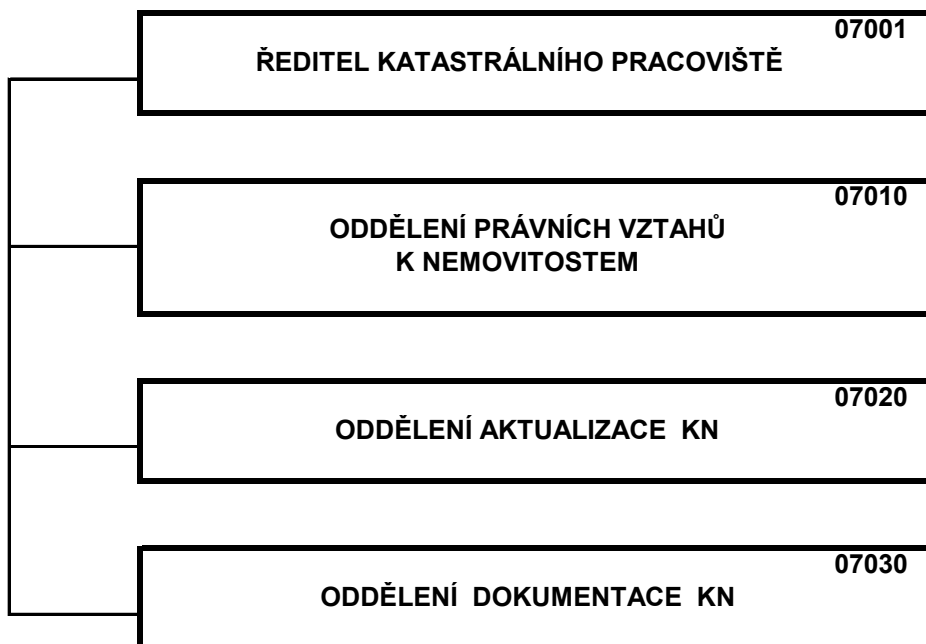 07001
ŘEDITEL KATASTRÁLNÍHO PRACOVIŠTĚ
07010
ODDĚLENÍ PRÁVNÍCH VZTAHŮ
K NEMOVITOSTEM
07020
ODDĚLENÍ AKTUALIZACE KN
07030
ODDĚLENÍ DOKUMENTACE KN